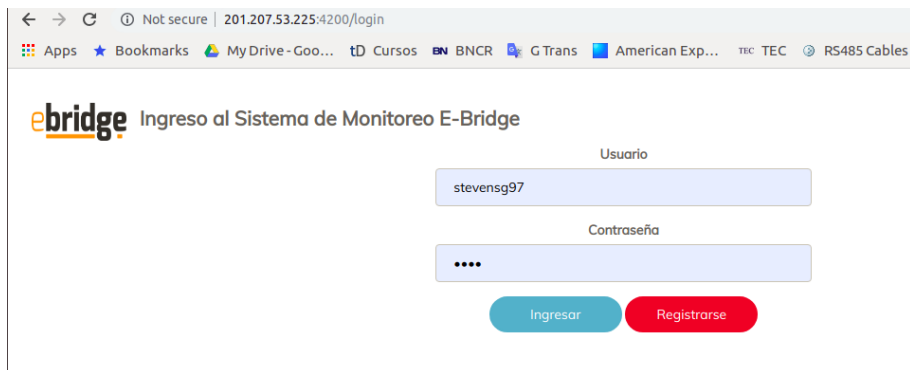 Not secure | 201.207.53.225:4200/login
Apps Bookmarks My Drive - Goo... tD Cursos BN BNCR G Trans American Exp... TEC TEC RS485 Cables
ebridge Ingreso al Sistema de Monitoreo E-Bridge
Usuario
stevensg97
Contraseña
••••
Ingresar Registrarse